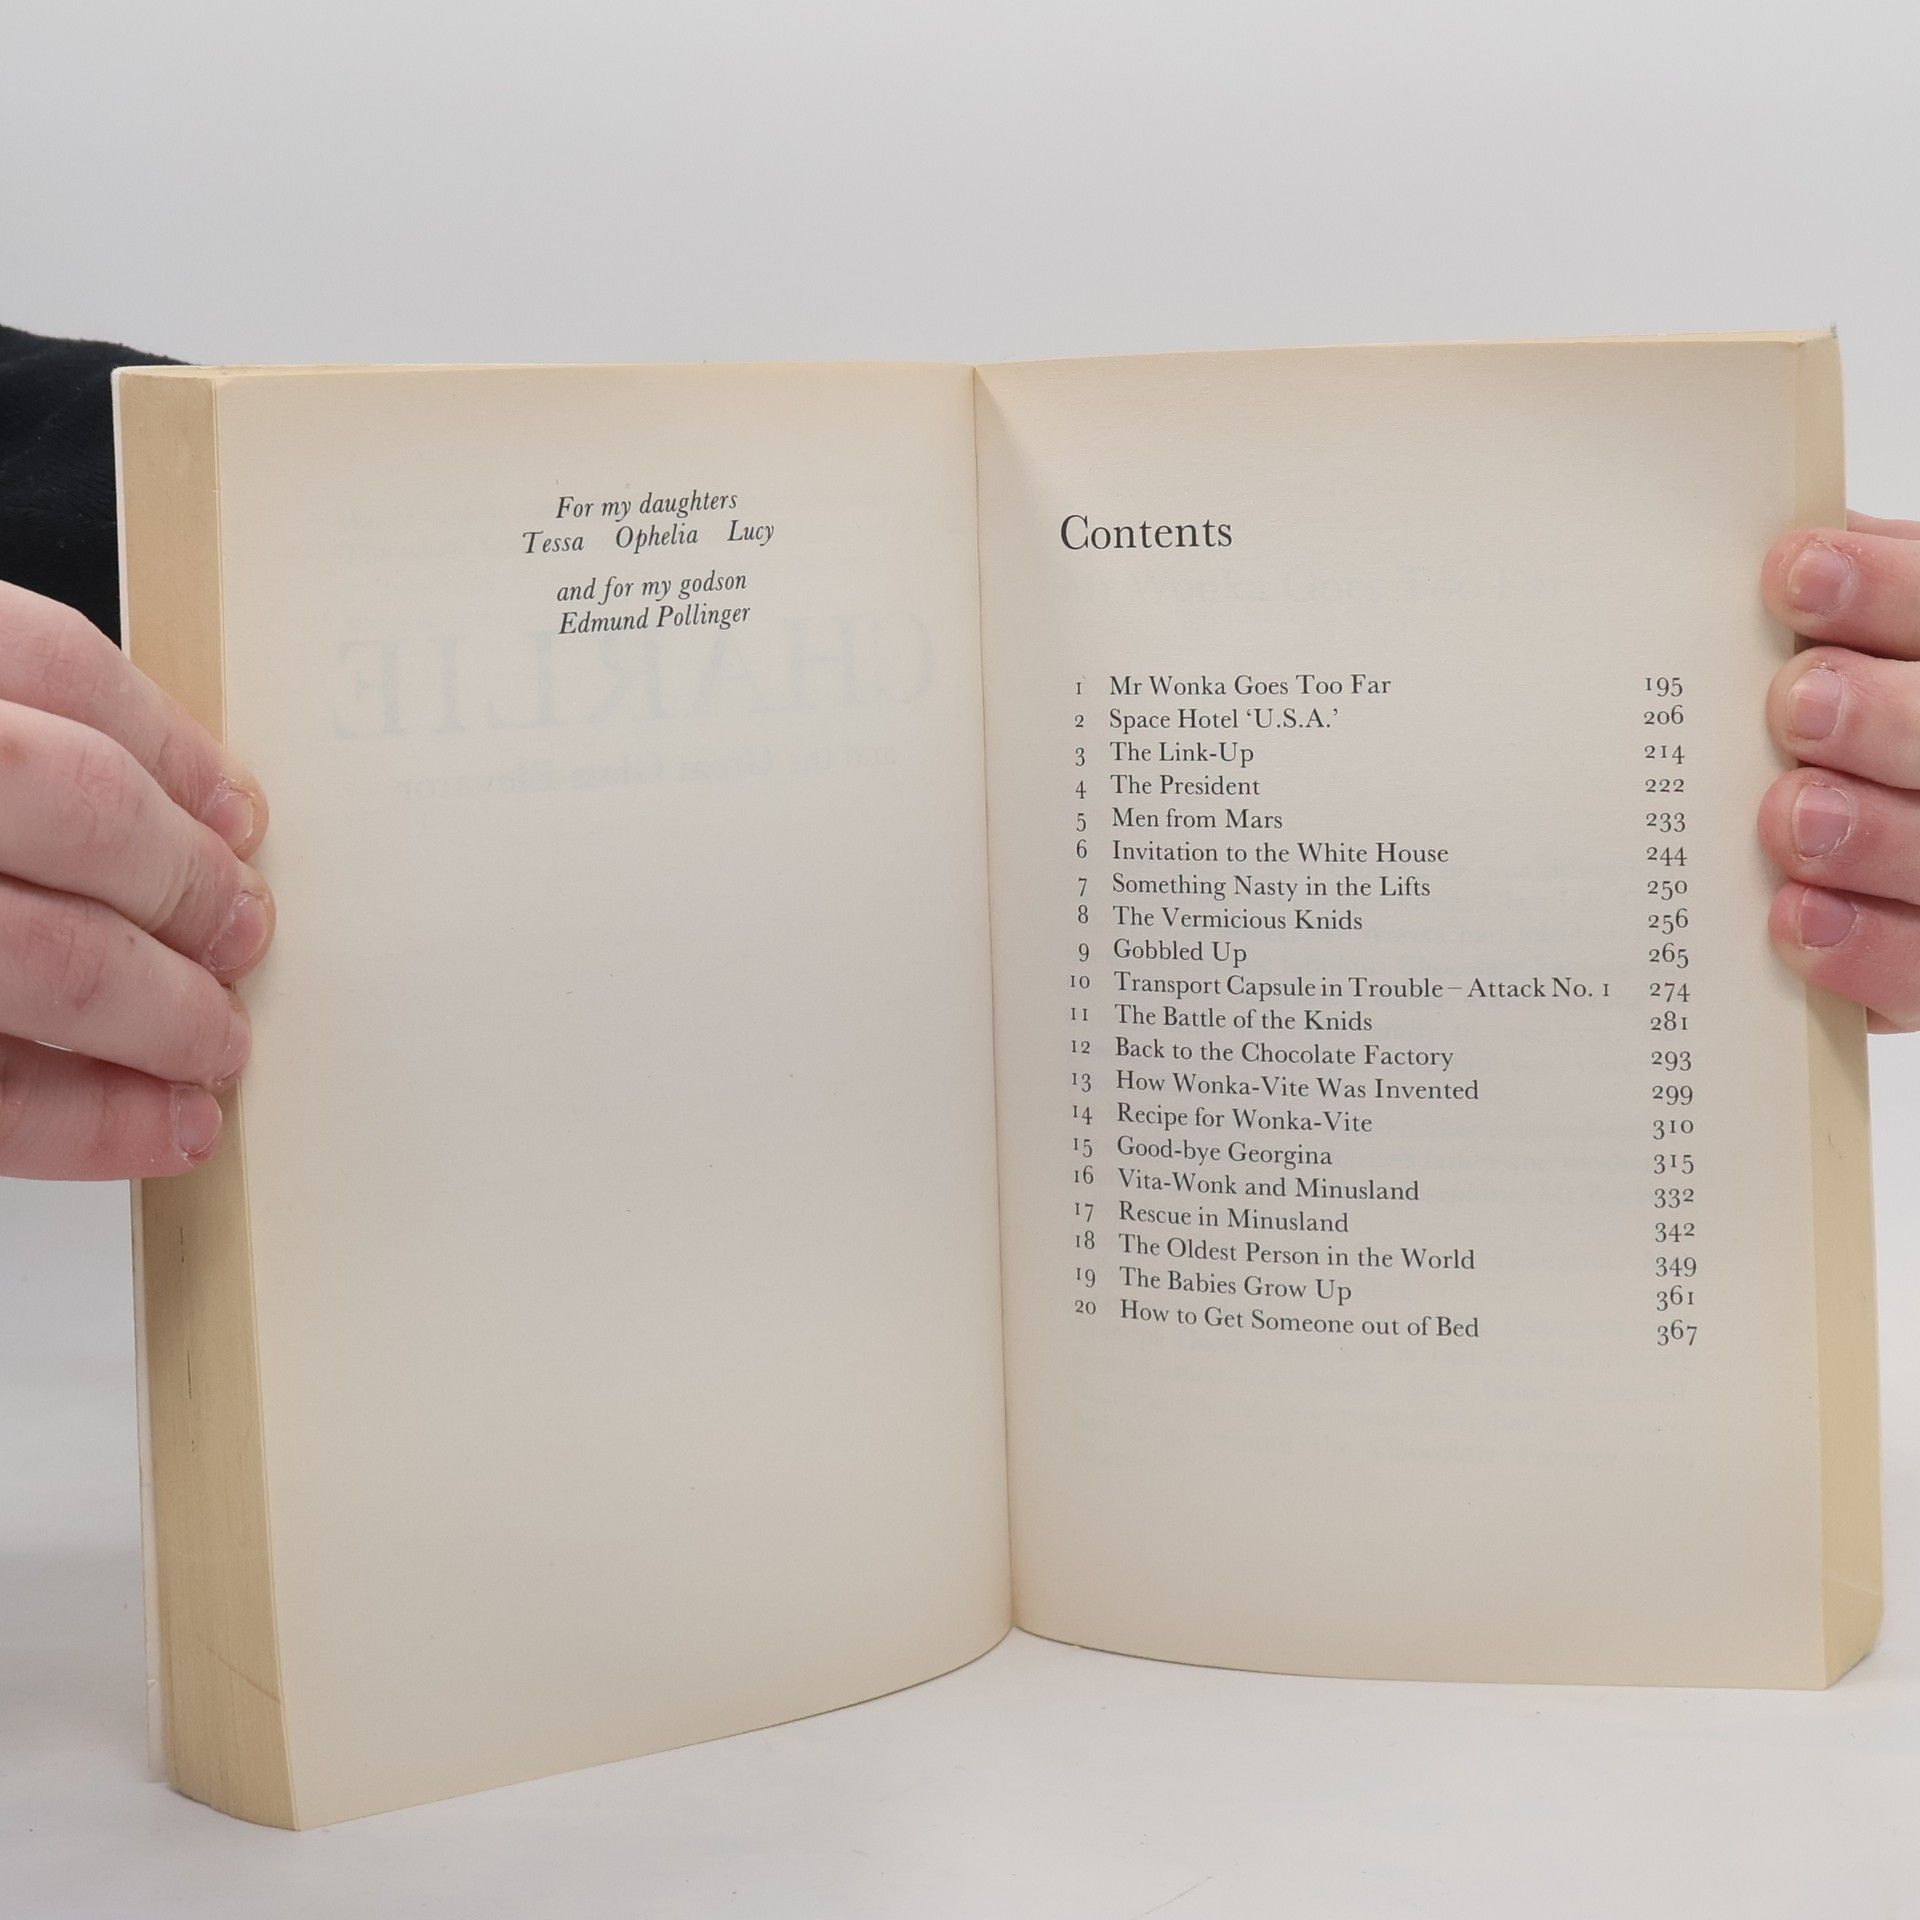 For my daughters
Tessa Ophelia Lucy
and for my godson
Edmund Pollinger
CHARLIE
and the Great Glass Elevator
Contents
1 Mr Wonka Goes Too Far 195
2 Space Hotel ‘U.S.A.’ 206
3 The Link-Up 214
4 The President 222
5 Men from Mars 233
6 Invitation to the White House 244
7 Something Nasty in the Lifts 250
8 The Vermicious Knids 256
9 Gobbled Up 265
10 Transport Capsule in Trouble – Attack No. 1 274
11 The Battle of the Knids 281
12 Back to the Chocolate Factory 293
13 How Wonka-Vite Was Invented 299
14 Recipe for Wonka-Vite 310
15 Good-bye Georgina 315
16 Vita-Wonk and Minusland 332
17 Rescue in Minusland 342
18 The Oldest Person in the World 349
19 The Babies Grow Up 361
20 How to Get Someone out of Bed 367